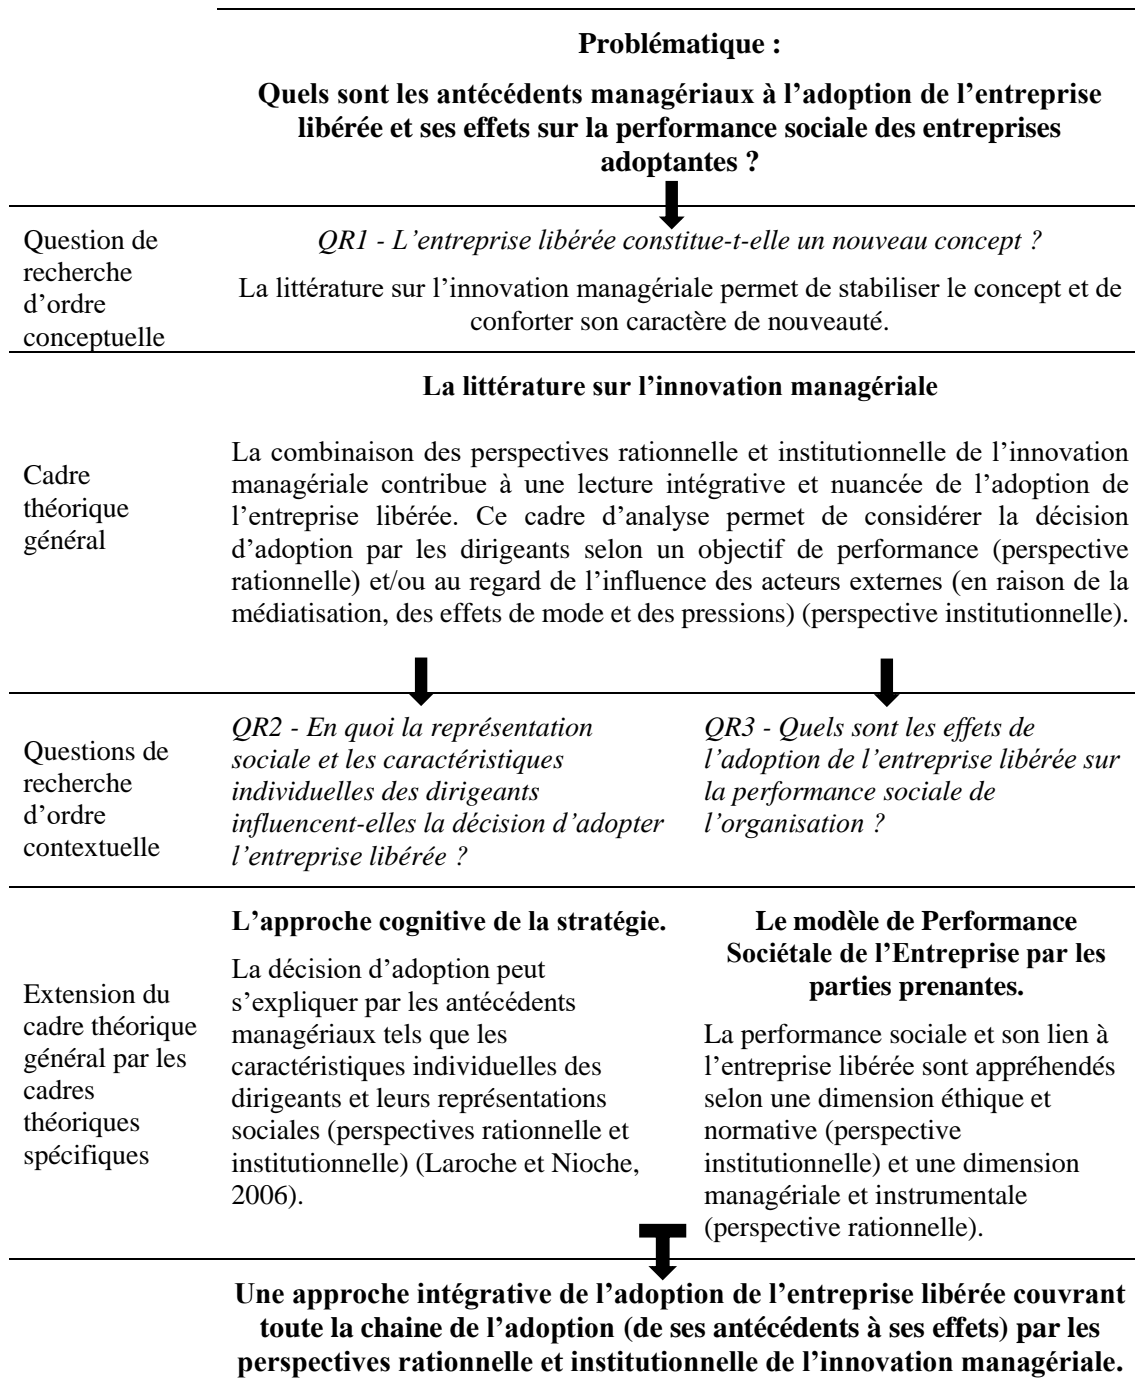 Problématique :
Quels sont les antécédents managériaux à l’adoption de l’entreprise
libérée et ses effets sur la performance sociale des entreprises
adoptantes ?
Question de
recherche
d’ordre
conceptuelle
QR1 - L’entreprise libérée constitue-t-elle un nouveau concept ?
La littérature sur l’innovation managériale permet de stabiliser le concept et de
conforter son caractère de nouveauté.
Cadre
théorique
général
La littérature sur l’innovation managériale
La combinaison des perspectives rationnelle et institutionnelle de l’innovation
managériale contribue à une lecture intégrative et nuancée de l’adoption de
l’entreprise libérée. Ce cadre d’analyse permet de considérer la décision
d’adoption par les dirigeants selon un objectif de performance (perspective
rationnelle) et/ou au regard de l’influence des acteurs externes (en raison de la
médiatisation, des effets de mode et des pressions) (perspective institutionnelle).
Questions de
recherche
d’ordre
contextuelle
QR2 - En quoi la représentation
sociale et les caractéristiques
individuelles des dirigeants
influencent-elles la décision d’adopter
l’entreprise libérée ?
QR3 - Quels sont les effets de
l’adoption de l’entreprise libérée sur
la performance sociale de
l’organisation ?
Extension du
cadre théorique
général par les
cadres
théoriques
spécifiques
L’approche cognitive de la stratégie.
La décision d’adoption peut
s’expliquer par les antécédents
managériaux tels que les
caractéristiques individuelles des
dirigeants et leurs représentations
sociales (perspectives rationnelle et
institutionnelle) (Laroche et Nioche,
2006).
Le modèle de Performance
Sociétale de l’Entreprise par les
parties prenantes.
La performance sociale et son lien à
l’entreprise libérée sont appréhendés
selon une dimension éthique et
normative (perspective
institutionnelle) et une dimension
managériale et instrumentale
(perspective rationnelle).
Une approche intégrative de l’adoption de l’entreprise libérée couvrant
toute la chaine de l’adoption (de ses antécédents à ses effets) par les
perspectives rationnelle et institutionnelle de l’innovation managériale.